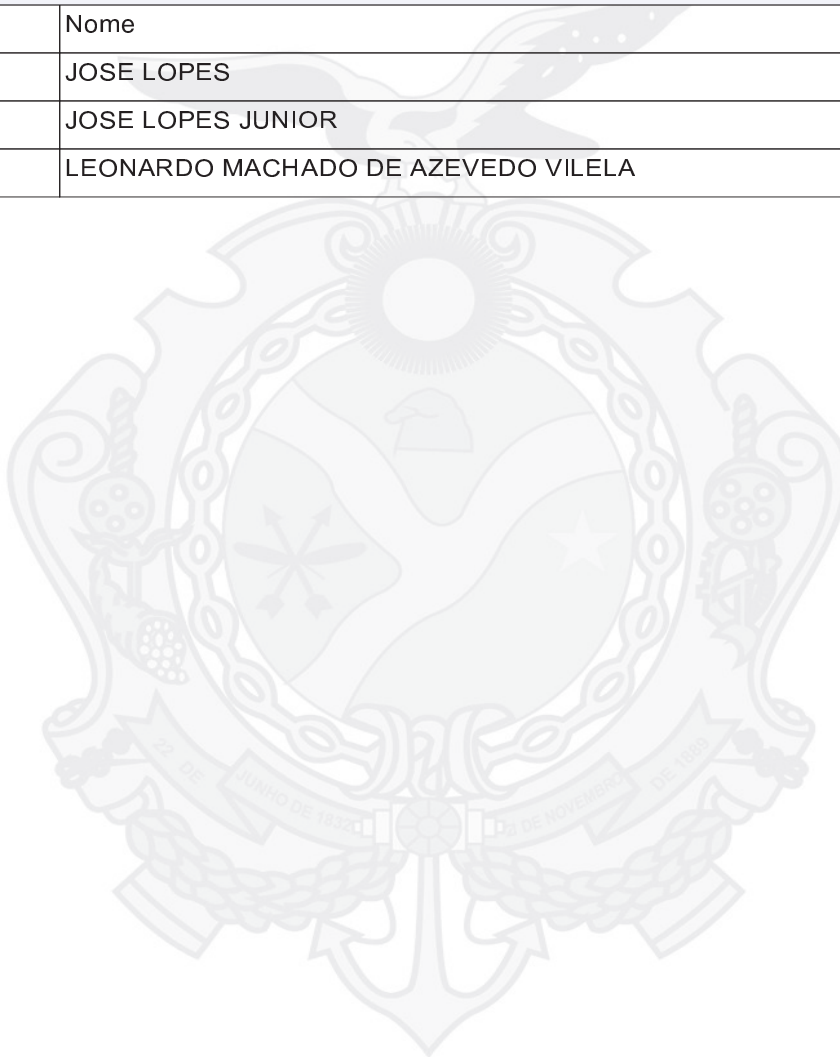 Nome
JOSE LOPES
JOSE LOPES JUNIOR
LEONARDO MACHADO DE AZEVEDO VILELA
22 DE
JUNHO DE 1832
21 DE NOVEMBRO
DE 1889